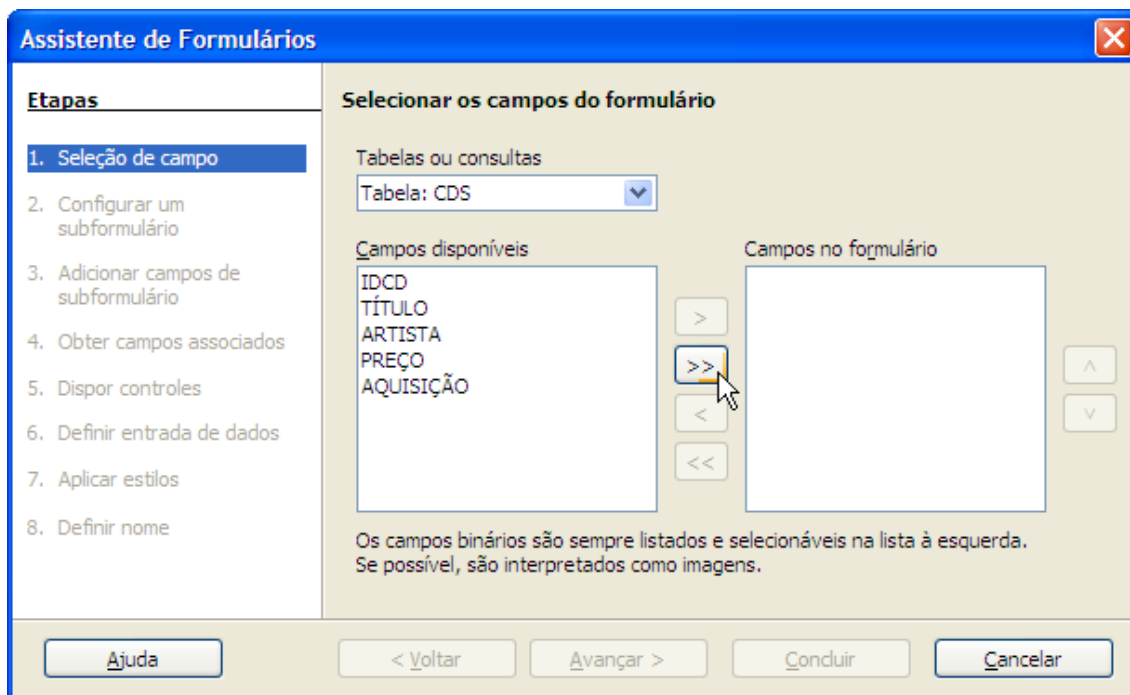 Assistente de Formulários
Etapas
1. Seleção de campo
2. Configurar um
subformulário
3. Adicionar campos de
subformulário
4. Obter campos associados
5. Dispor controles
6. Definir entrada de dados
7. Aplicar estilos
8. Definir nome
Selecionar os campos do formulário
Tabelas ou consultas
Tabela: CDS
Campos disponíveis
IDCD
TÍTULO
ARTISTA
PREÇO
AQUISIÇÃO
>
>>
<
<<
Campos no formulário
Os campos binários são sempre listados e selecionáveis na lista à esquerda.
Se possível, são interpretados como imagens.
Ajuda
< Voltar
Avançar >
Concluir
Cancelar